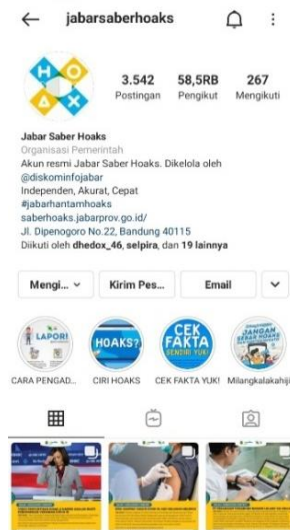 jabarsaberhoaks
HOAX
3.542 58,5RB 267
Postingan Pengikut Mengikuti
Jabar Saber Hoaks
Organisasi Pemerintah
Akun resmi Jabar Saber Hoaks. Dikelola oleh
@diskominfojabar
Independen, Akurat, Cepat
#jabarhantamhoaks
saberhoaks.jabarprov.go.id/
Jl. Dipenogoro No.22, Bandung 40115
Diikuti oleh dhedox_46, selpira, dan 19 lainnya
Mengi... Kirim Pes... Email
LAPOR!
HOAKS?
CEK
FAKTA
SENDIRI YUK!
JANGAN
SEBAR HOAKS
CARA PENGAD... CIRI HOAKS CEK FAKTA YUK! Milangkalakahiji